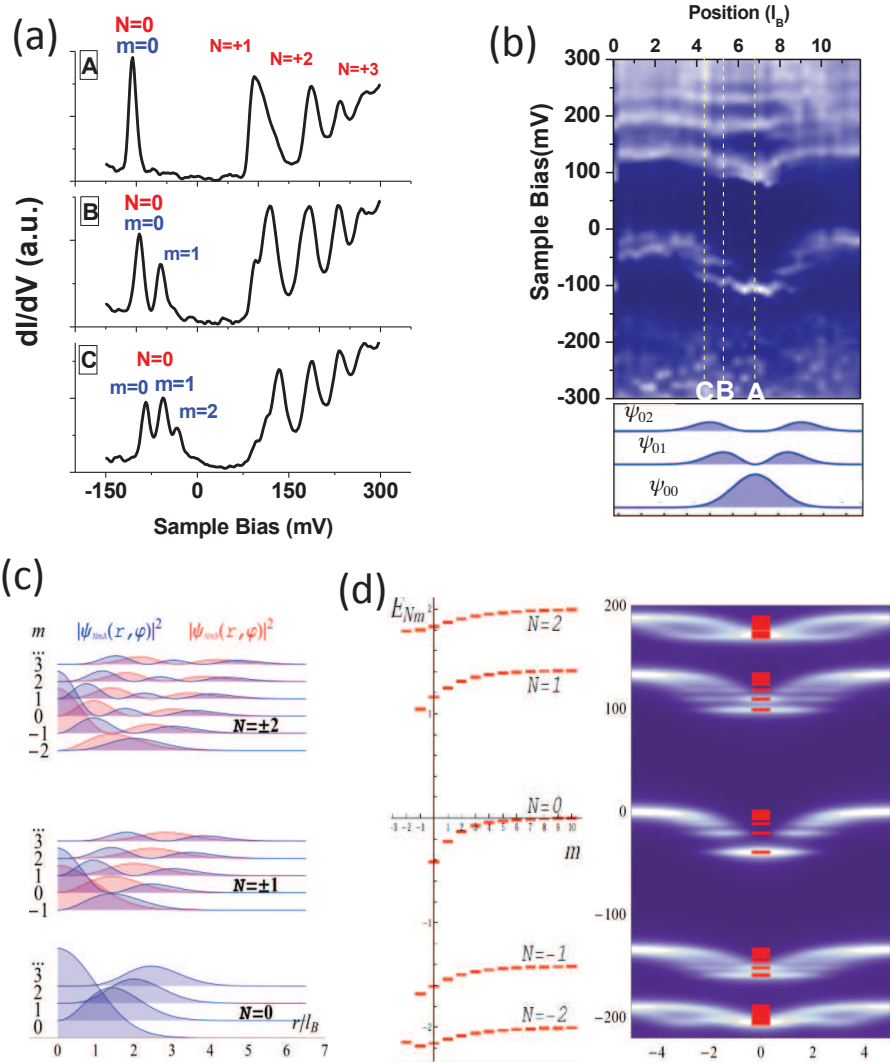 (a)
N=0
m=0
N=+1
N=+2
N=+3
A
N=0
m=0
m=1
B
N=0
m=0
m=1
m=2
C
dI/dV (a.u.)
-150 0 150 300
Sample Bias (mV)
(b)
Position (l_B)
0 2 4 6 8 10
300
200
100
0
-100
-200
-300
Sample Bias(mV)
C B A
ψ02
ψ01
ψ00
(c)
m
|ψNmA(r,φ)|²
|ψNmB(r,φ)|²
...
3
2
1
0
-1
-2
N=±2
...
3
2
1
0
-1
N=±1
...
3
2
1
0
N=0
r/l_B
0 1 2 3 4 5 6 7
(d)
E_Nm
2
N=2
1
N=1
N=0
-3 -2 -1 1 2 3 4 5 6 7 8 9 10
m
-1
N=-1
N=-2
-2
200
100
0
-100
-200
-4 -2 0 2 4